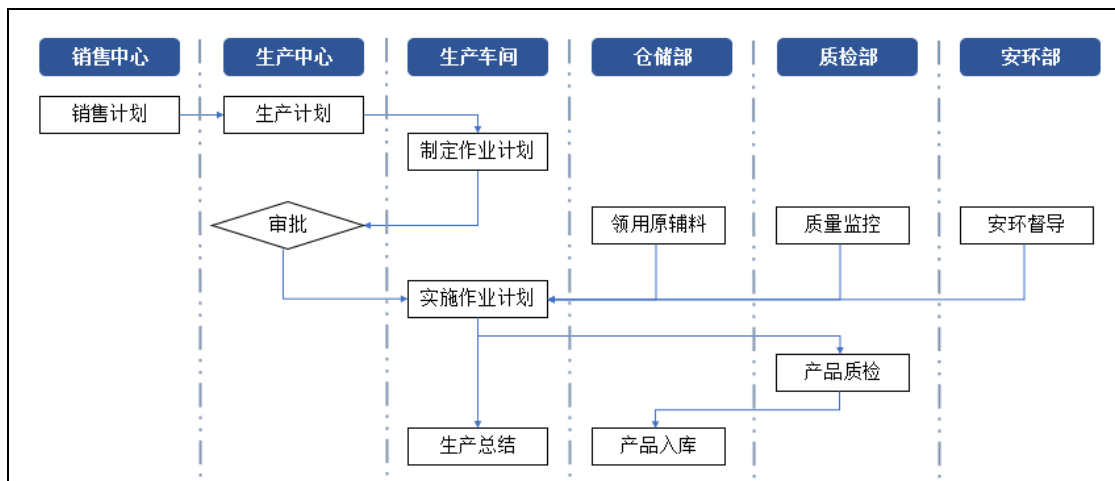 销售中心
生产中心
生产车间
仓储部
质检部
安环部
销售计划
生产计划
制定作业计划
审批
领用原辅料
质量监控
安环督导
实施作业计划
产品质检
生产总结
产品入库